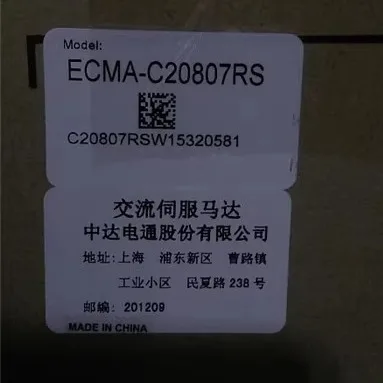 Model:
ECMA-C20807RS
C20807RSW15320581
交流伺服马达
中达电通股份有限公司
地址: 上海 浦东新区 曹路镇
工业小区 民夏路 238 号
邮编: 201209
MADE IN CHINA